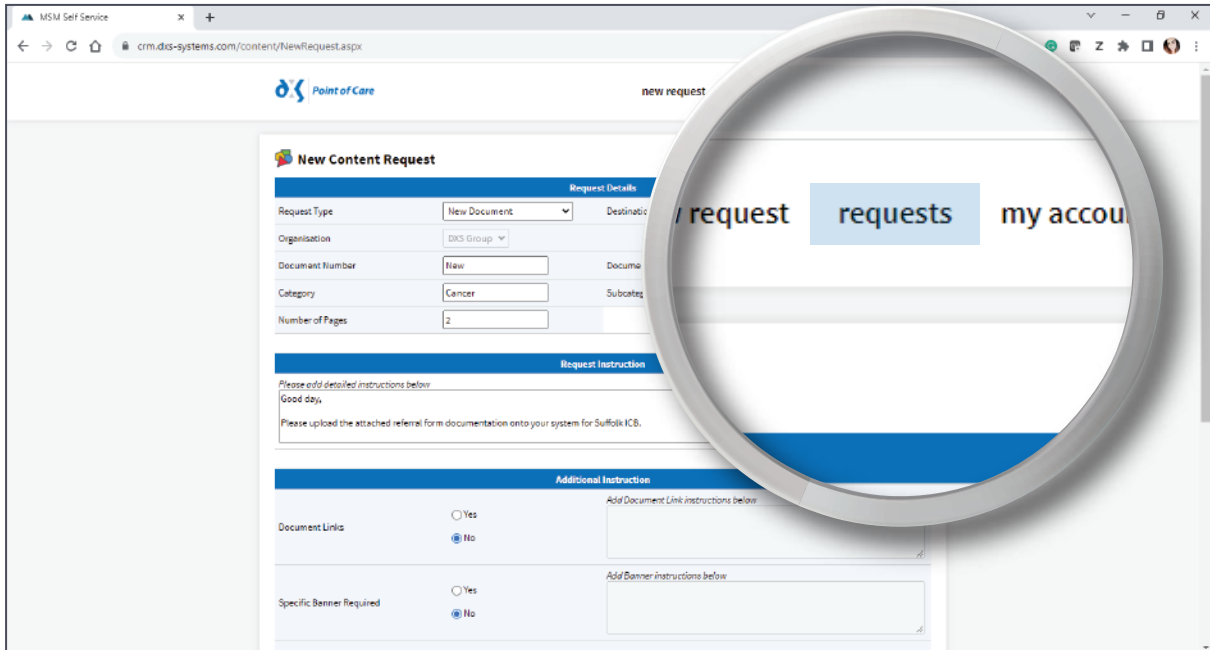 MSM Self Service
crm.dxs-systems.com/content/NewRequest.aspx
Point of Care
new request
request requests my accou
New Content Request
Request Details
Request Type New Document Destinatio
Organisation DXS Group
Document Number New Docume
Category Cancer Subcateg
Number of Pages 2
Request Instruction
Please add detailed instructions below
Good day,
Please upload the attached referral form documentation onto your system for Suffolk ICB.
Additional Instruction
Add Document Link instructions below
Document Links
Yes
No
Add Banner instructions below
Specific Banner Required
Yes
No